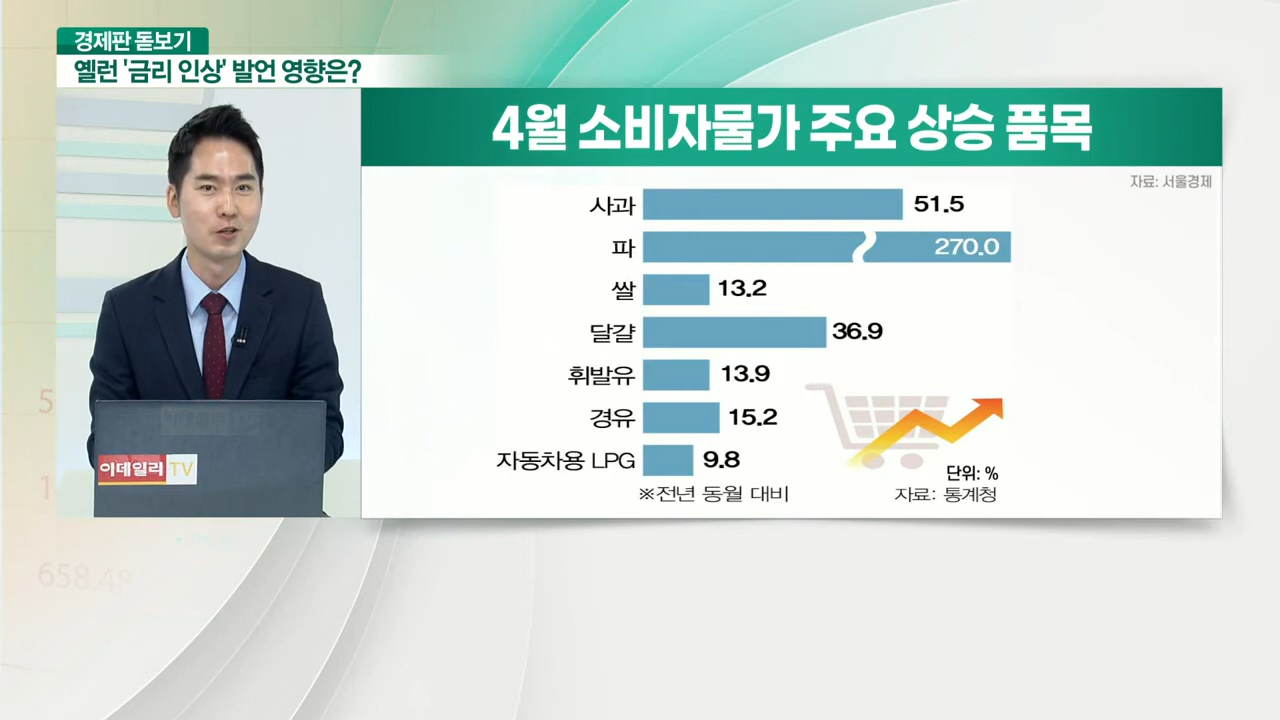 경제판 돋보기
옐런 '금리 인상' 발언 영향은?
4월 소비자물가 주요 상승 품목
자료: 서울경제
사과 51.5
파 270.0
쌀 13.2
달걀 36.9
휘발유 13.9
경유 15.2
자동차용 LPG 9.8
단위: %
※전년 동월 대비 자료: 통계청
이데일리 TV
658.48